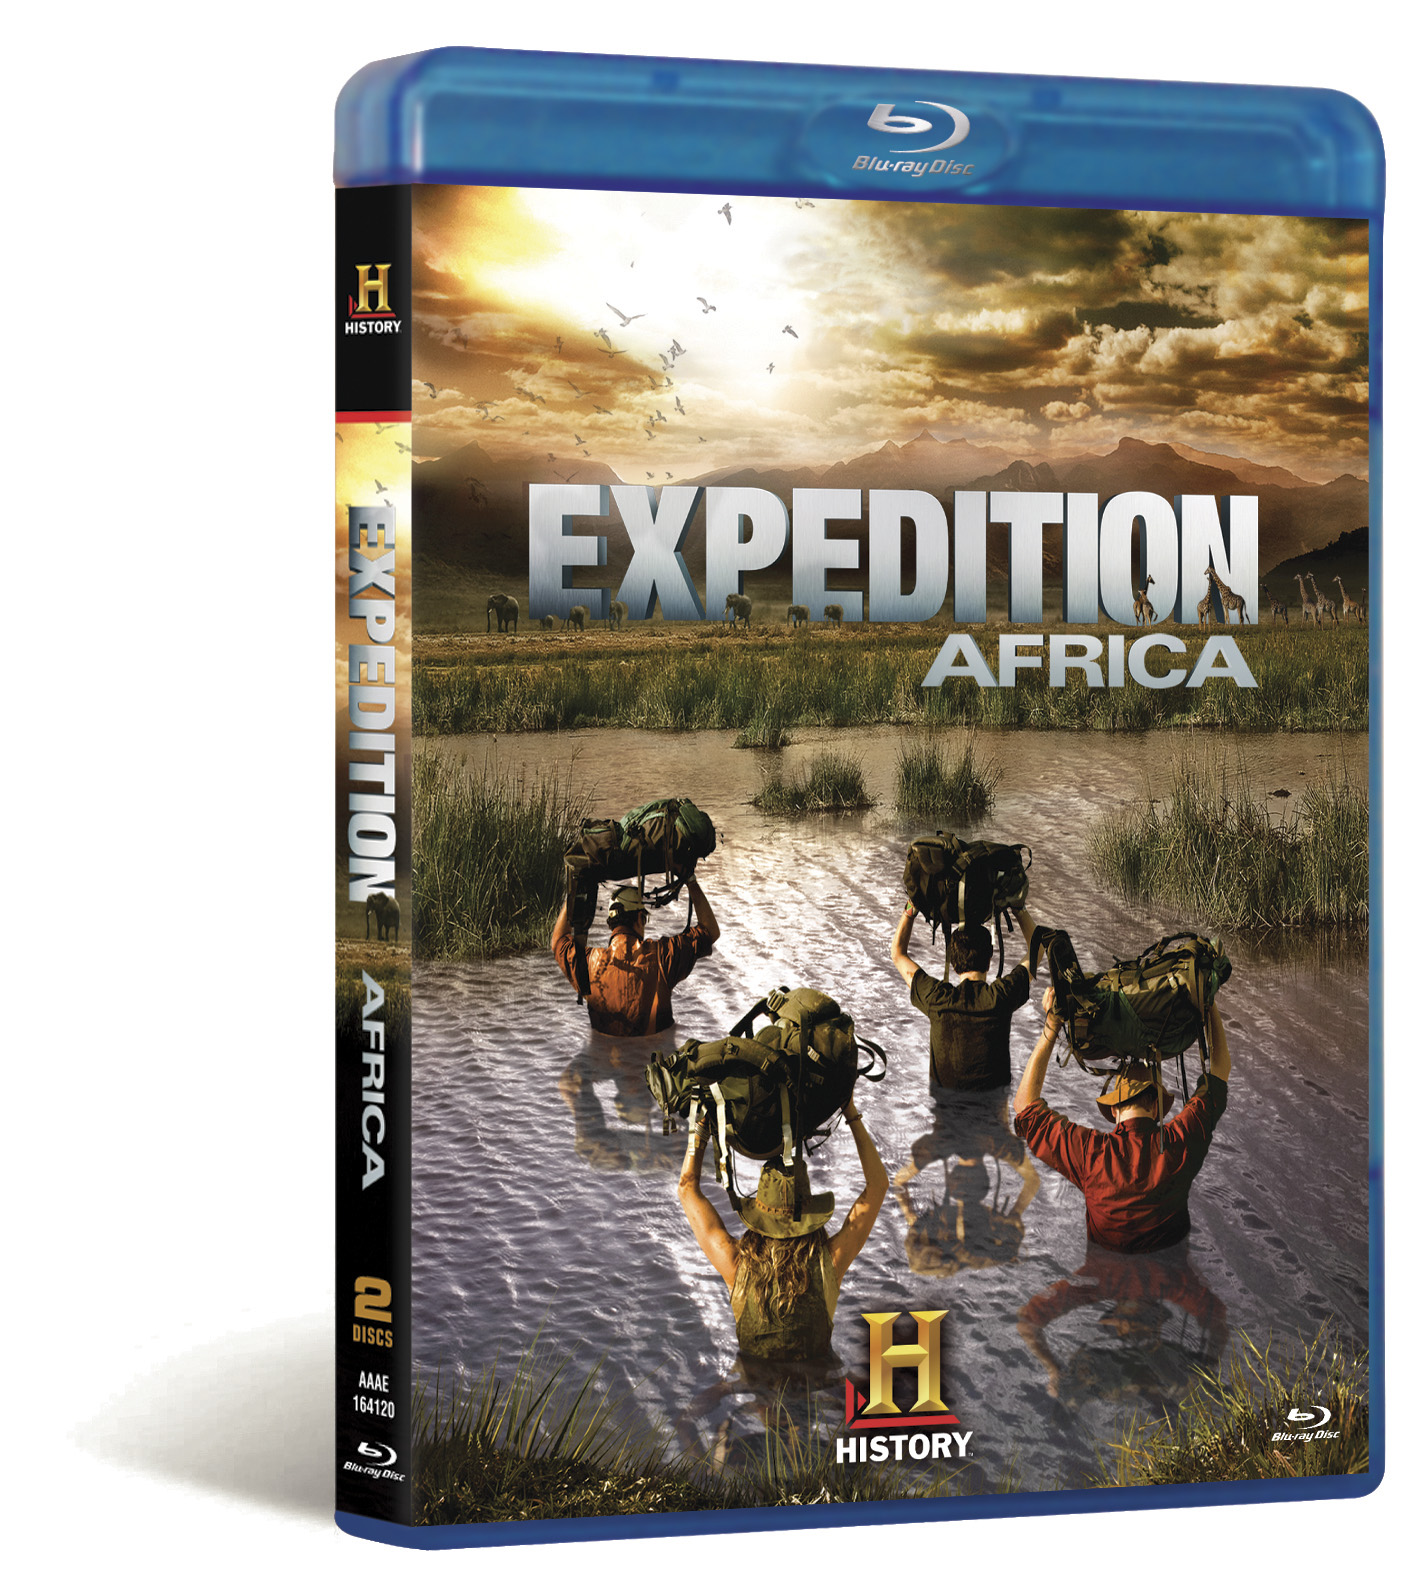 Blu-ray Disc
H
HISTORY
EXPEDITION
AFRICA
2
DISCS
AAAE
164120
Blu-ray Disc
EXPEDITION
AFRICA
H
HISTORY
Blu-ray Disc